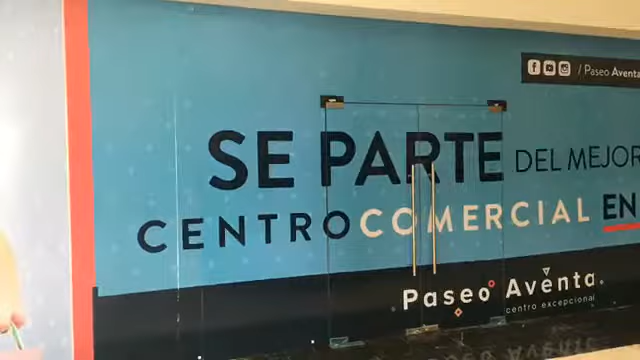 / Paseo Aventa
SE PARTE DEL MEJOR
CENTRO COMERCIAL EN
Paseo Aventa
centro excepcional